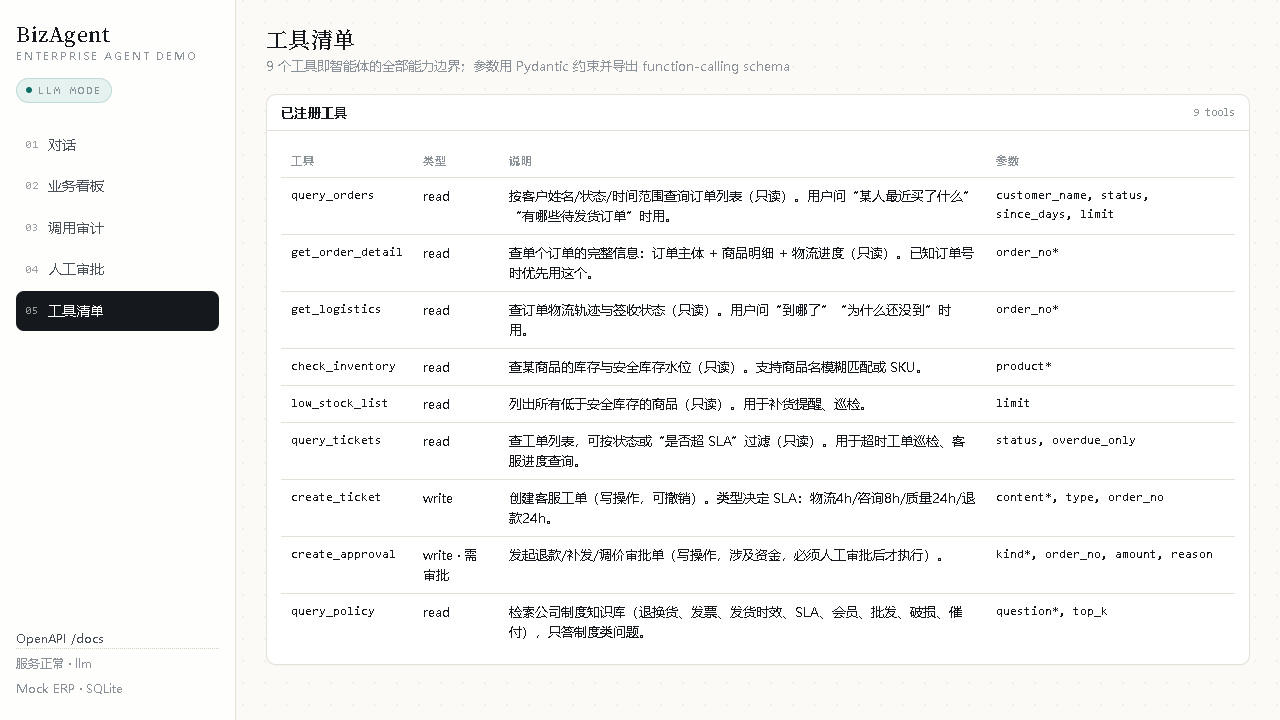 BizAgent
ENTERPRISE AGENT DEMO
LLM MODE
01 对话
02 业务看板
03 调用审计
04 人工审批
05 工具清单
OpenAPI /docs
服务正常 · llm
Mock ERP · SQLite
工具清单
9 个工具即智能体的全部能力边界；参数用 Pydantic 约束并导出 function-calling schema
已注册工具 9 tools
工具 类型 说明 参数
query_orders read 按客户姓名/状态/时间范围查询订单列表（只读）。用户问“某人最近买了什么” customer_name, status,
“有哪些待发货订单”时用。 since_days, limit
get_order_detail read 查单个订单的完整信息：订单主体 + 商品明细 + 物流进度（只读）。已知订单号 order_no*
时优先用这个。
get_logistics read 查订单物流轨迹与签收状态（只读）。用户问“到哪了”“为什么还没到”时 order_no*
用。
check_inventory read 查某商品的库存与安全库存水位（只读）。支持商品名模糊匹配或 SKU。 product*
low_stock_list read 列出所有低于安全库存的商品（只读）。用于补货提醒、巡检。 limit
query_tickets read 查工单列表，可按状态或“是否超 SLA”过滤（只读）。用于超时工单巡检、客 status, overdue_only
服进度查询。
create_ticket write 创建客服工单（写操作，可撤销）。类型决定 SLA：物流4h/咨询8h/质量24h/退 content*, type, order_no
款24h。
create_approval write · 需 发起退款/补发/调价审批单（写操作，涉及资金，必须人工审批后才执行）。 kind*, order_no, amount, reason
审批
query_policy read 检索公司制度知识库（退换货、发票、发货时效、SLA、会员、批发、破损、催 question*, top_k
付），只答制度类问题。